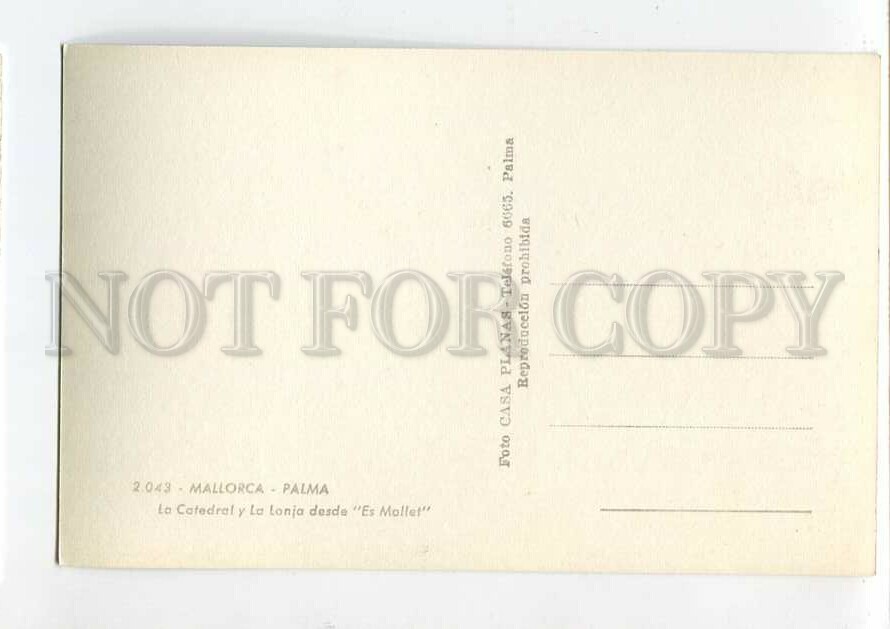 2.043 - MALLORCA - PALMA
La Catedral y La Lonja desde "Es Mollet"
Foto CASA PLANAS - Teléfono 6665. Palma
Reproducción prohibida
NOT FOR COPY